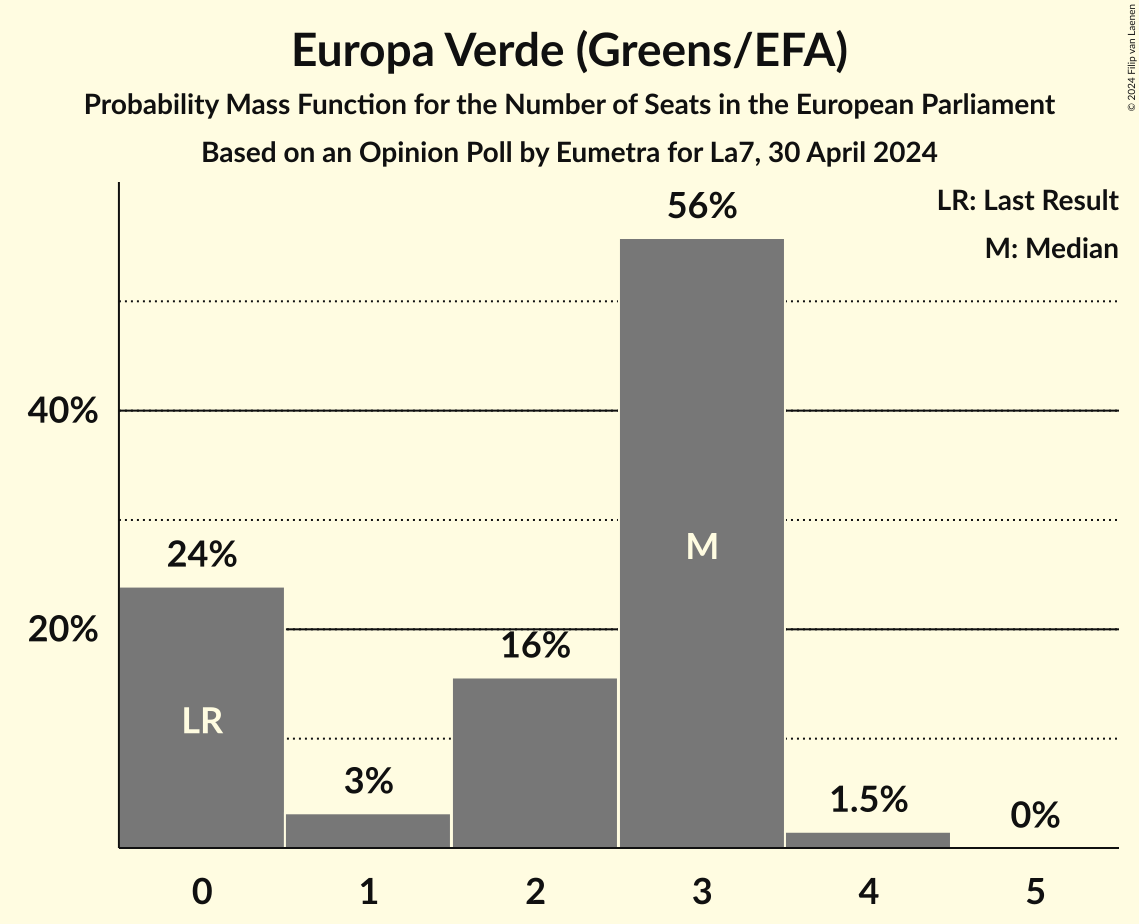 Europa Verde (Greens/EFA)
Probability Mass Function for the Number of Seats in the European Parliament
Based on an Opinion Poll by Eumetra for La7, 30 April 2024
© 2024 Filip van Laenen
LR: Last Result
M: Median
56%
40%
24%
20%
16%
3%
1.5%
0%
M
LR
0 1 2 3 4 5